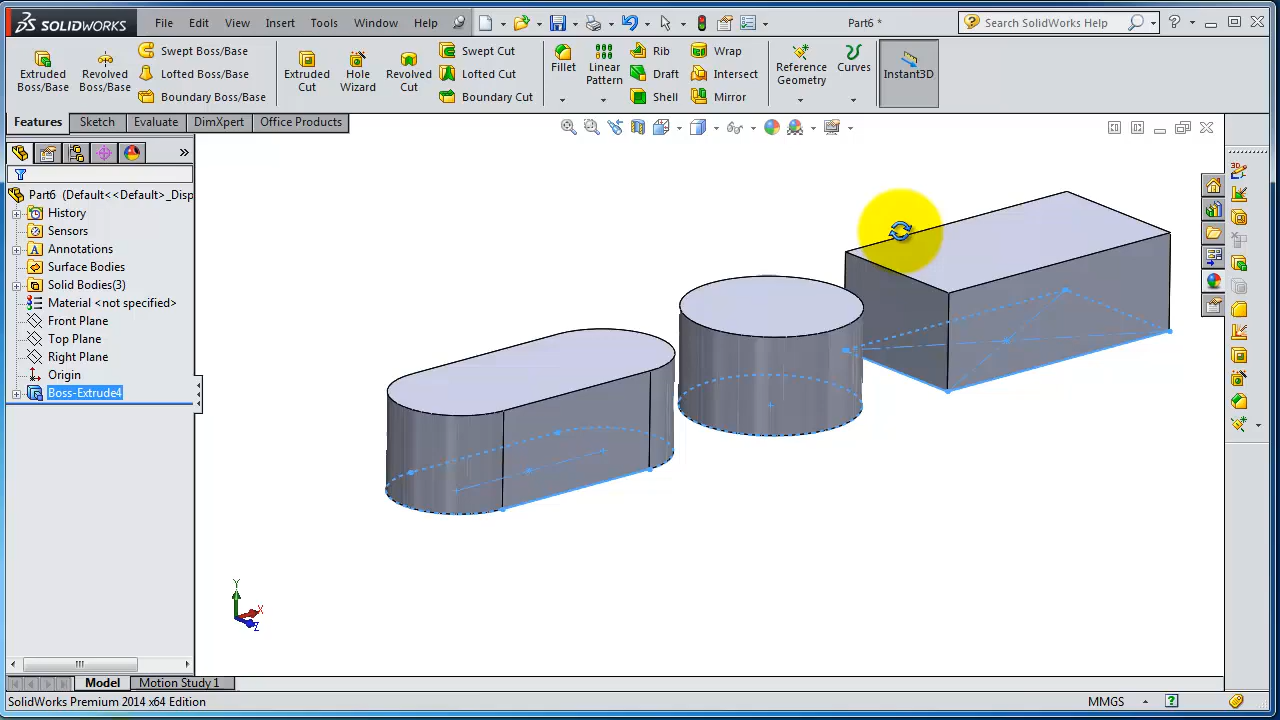 SOLIDWORKS File Edit View Insert Tools Window Help Part6 * Search SolidWorks Help
Extruded Boss/Base
Revolved Boss/Base
Swept Boss/Base
Lofted Boss/Base
Boundary Boss/Base
Extruded Cut
Hole Wizard
Revolved Cut
Swept Cut
Lofted Cut
Boundary Cut
Fillet
Linear Pattern
Rib
Draft
Shell
Wrap
Intersect
Mirror
Reference Geometry
Curves
Instant3D
Features Sketch Evaluate DimXpert Office Products
Part6 (Default<<Default>_Disp
History
Sensors
Annotations
Surface Bodies
Solid Bodies(3)
Material <not specified>
Front Plane
Top Plane
Right Plane
Origin
Boss-Extrude4
Y
X
Z
Model Motion Study 1
SolidWorks Premium 2014 x64 Edition MMGS